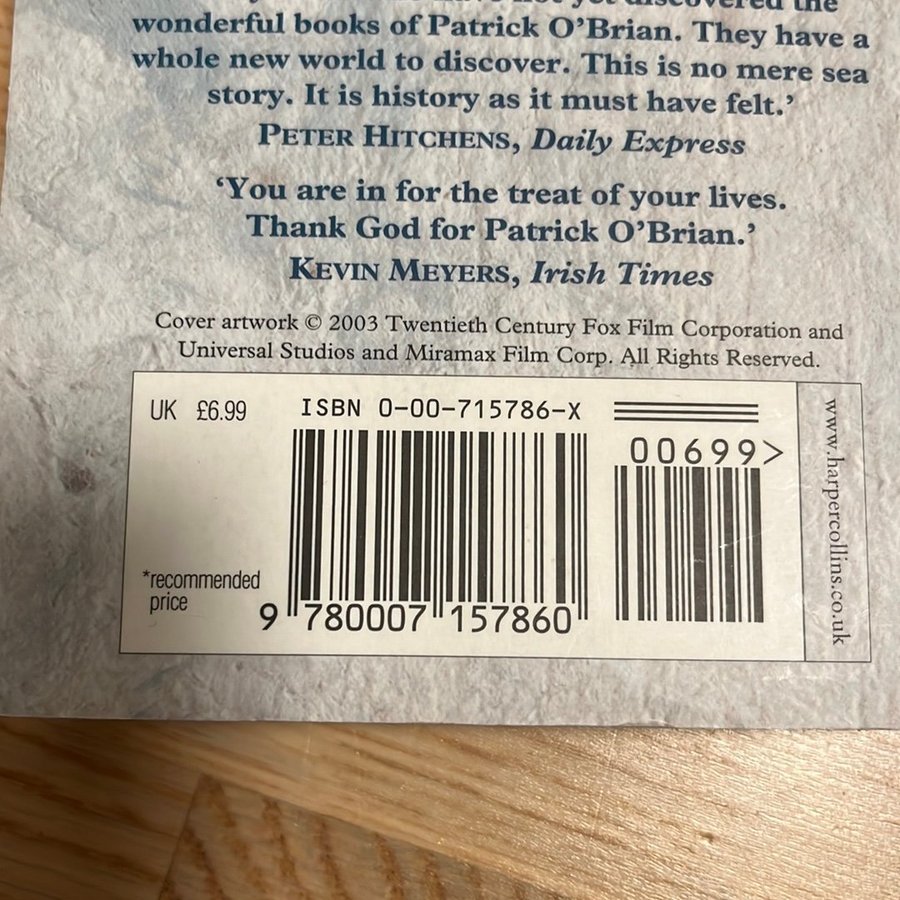 discovered the
wonderful books of Patrick O’Brian. They have a
whole new world to discover. This is no mere sea
story. It is history as it must have felt.’
PETER HITCHENS, Daily Express
‘You are in for the treat of your lives.
Thank God for Patrick O’Brian.’
KEVIN MEYERS, Irish Times
Cover artwork © 2003 Twentieth Century Fox Film Corporation and
Universal Studios and Miramax Film Corp. All Rights Reserved.
UK £6.99
ISBN 0-00-715786-X
00699>
*recommended
price
9 780007 157860
www.harpercollins.co.uk